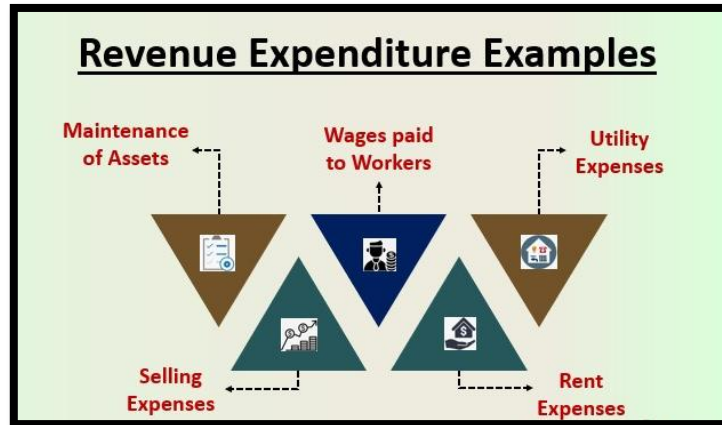 Revenue Expenditure Examples
Maintenance
of Assets
Wages paid
to Workers
Utility
Expenses
Selling
Expenses
Rent
Expenses